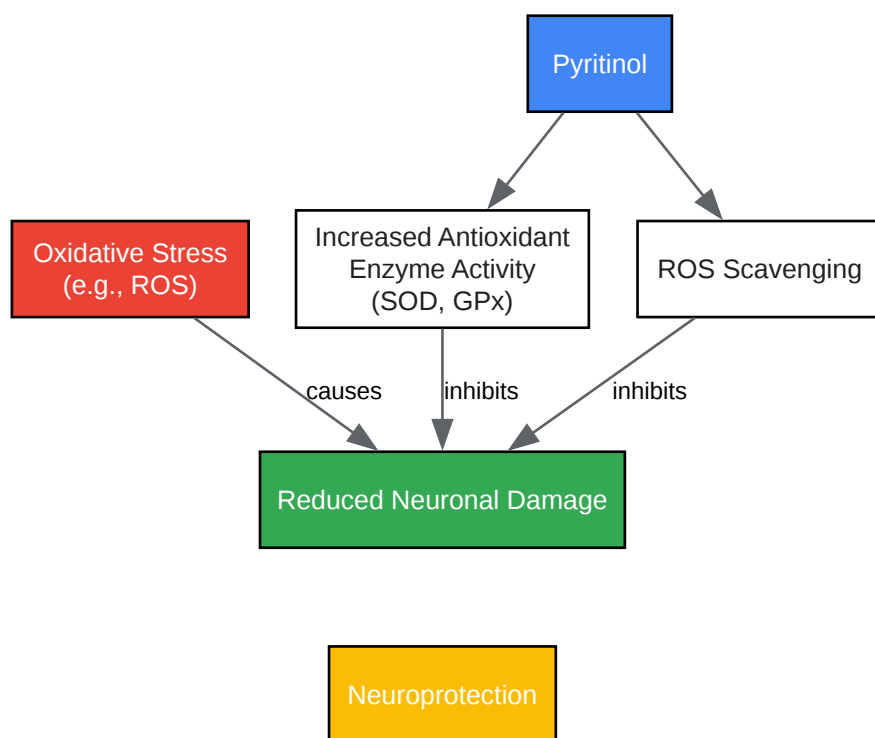 Pyritinol
Oxidative Stress
(e.g., ROS)
Increased Antioxidant
Enzyme Activity
(SOD, GPx)
ROS Scavenging
causes
inhibits
inhibits
Reduced Neuronal Damage
Neuroprotection